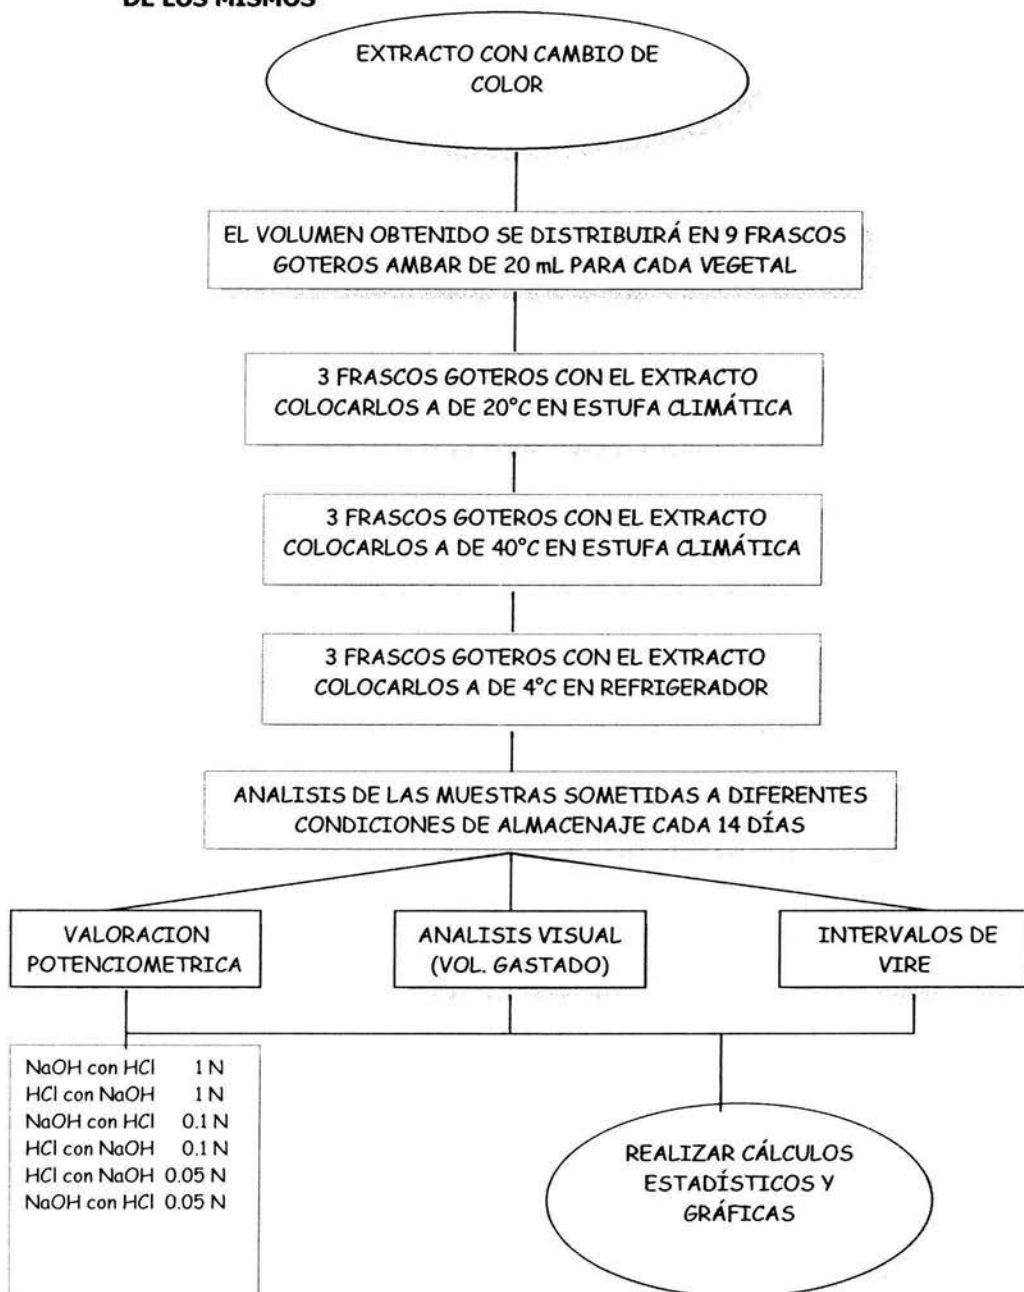 DE LOS MISMOS
EXTRACTO CON CAMBIO DE
COLOR
EL VOLUMEN OBTENIDO SE DISTRIBUIRÁ EN 9 FRASCOS
GOTEROS AMBAR DE 20 mL PARA CADA VEGETAL
3 FRASCOS GOTEROS CON EL EXTRACTO
COLOCARLOS A DE 20°C EN ESTUFA CLIMÁTICA
3 FRASCOS GOTEROS CON EL EXTRACTO
COLOCARLOS A DE 40°C EN ESTUFA CLIMÁTICA
3 FRASCOS GOTEROS CON EL EXTRACTO
COLOCARLOS A DE 4°C EN REFRIGERADOR
ANALISIS DE LAS MUESTRAS SOMETIDAS A DIFERENTES
CONDICIONES DE ALMACENAJE CADA 14 DÍAS
VALORACION
POTENCIOMETRICA
ANALISIS VISUAL
(VOL. GASTADO)
INTERVALOS DE
VIRE
NaOH con HCl 1 N
HCl con NaOH 1 N
NaOH con HCl 0.1 N
HCl con NaOH 0.1 N
HCl con NaOH 0.05 N
NaOH con HCl 0.05 N
REALIZAR CÁLCULOS
ESTADÍSTICOS Y
GRÁFICAS